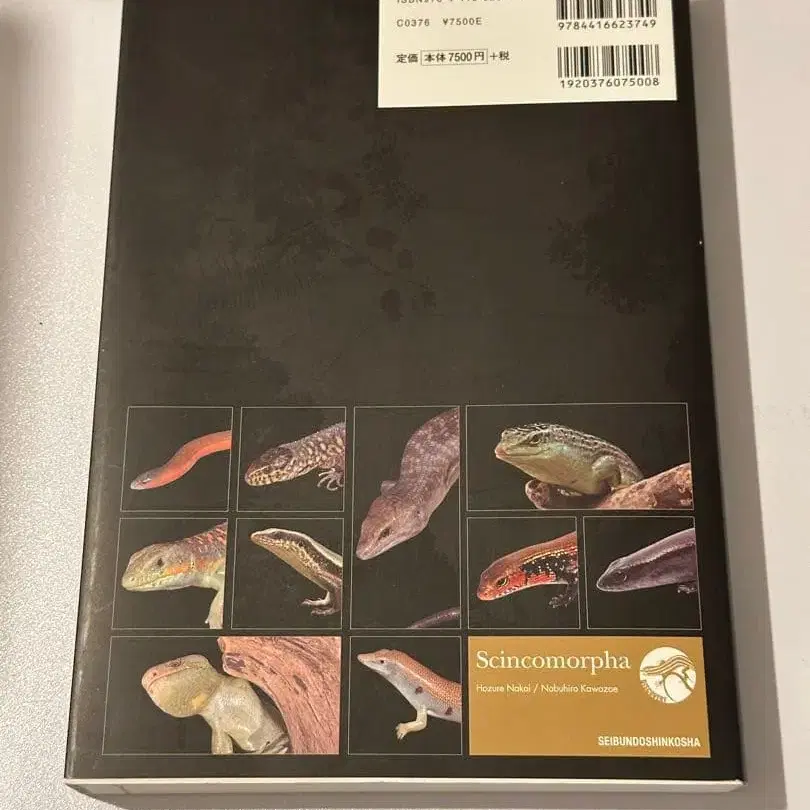 C0376 ¥7500E
9784416623749
定価 本体7500円 +税
1920376075008
Scincomorpha
Hozure Nakai / Nobuhiro Kawazoe
SEIBUNDOSHINKOSHA